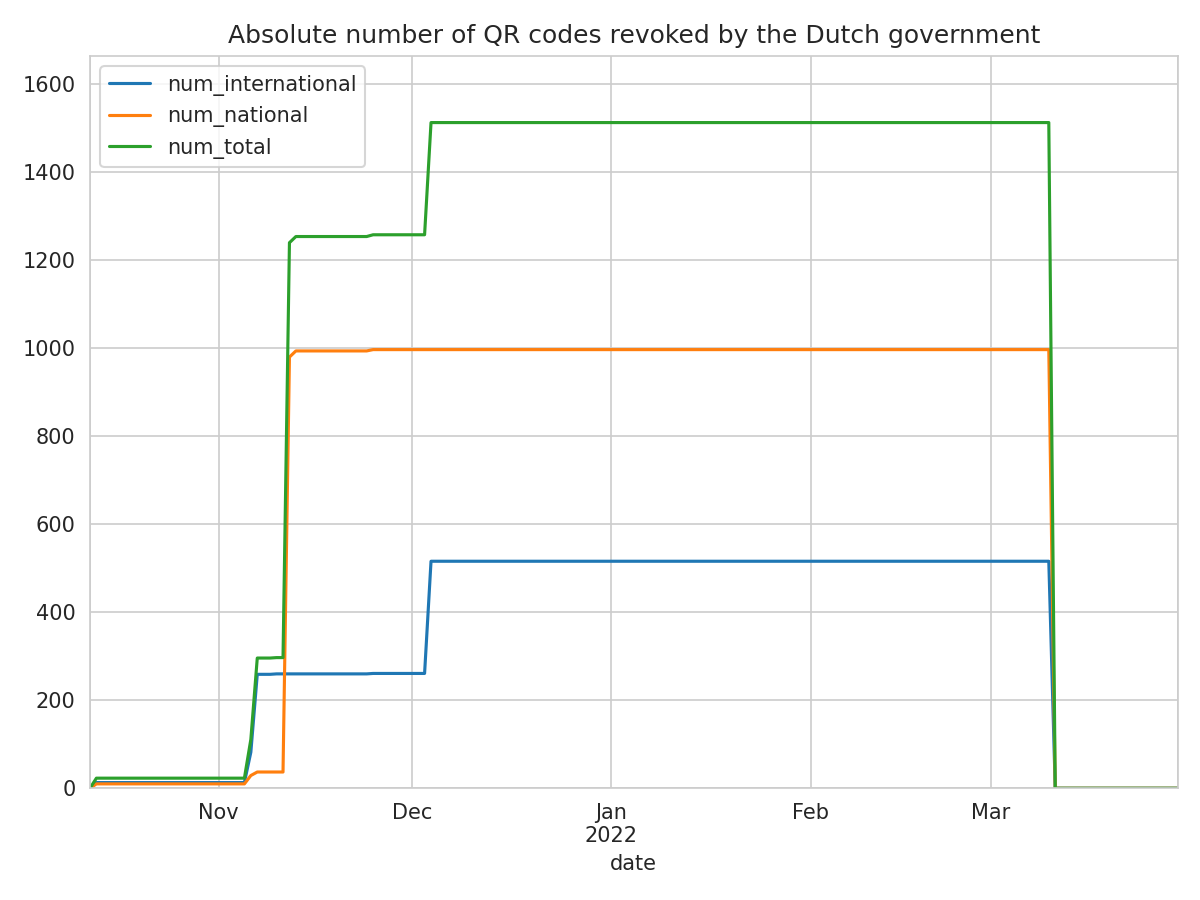 Absolute number of QR codes revoked by the Dutch government
num_international
num_national
num_total
1600
1400
1200
1000
800
600
400
200
0
Nov
Dec
Jan
2022
Feb
Mar
date